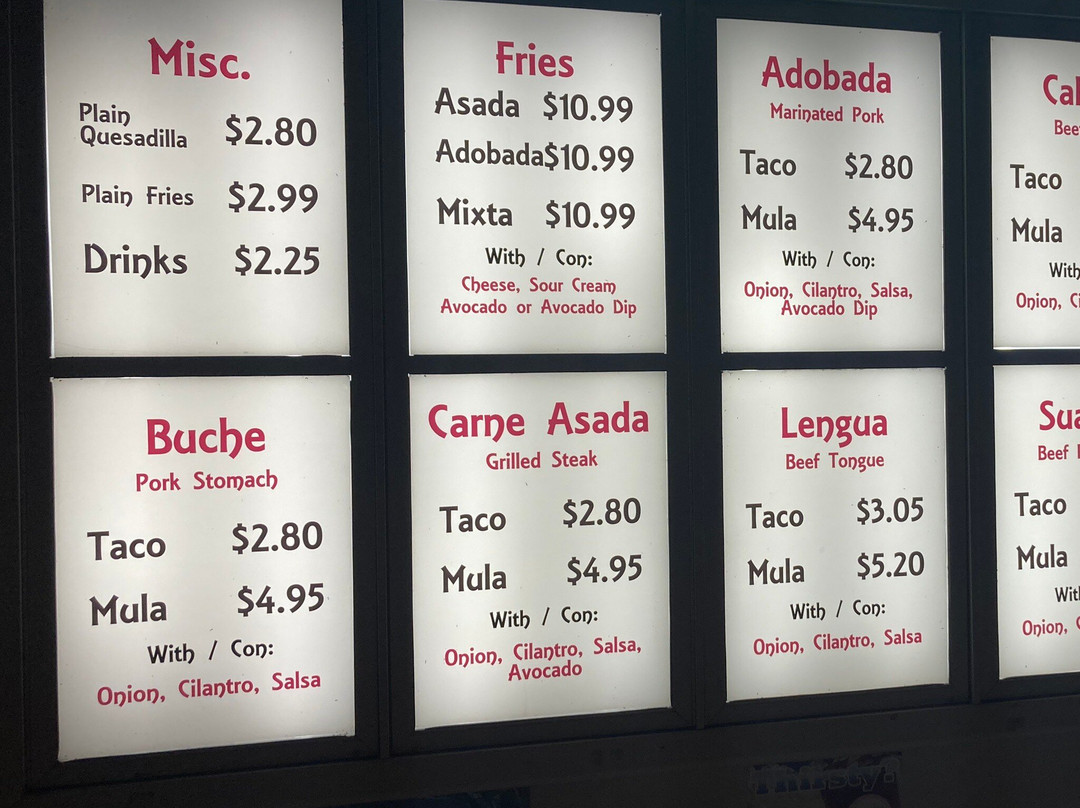 Misc.
Plain
Quesadilla $2.80
Plain Fries $2.99
Drinks $2.25
Fries
Asada $10.99
Adobada $10.99
Mixta $10.99
With / Con:
Cheese, Sour Cream
Avocado or Avocado Dip
Adobada
Marinated Pork
Taco $2.80
Mula $4.95
With / Con:
Onion, Cilantro, Salsa,
Avocado Dip
Taco
Mula
With
Onion,
Buche
Pork Stomach
Taco $2.80
Mula $4.95
With / Con:
Onion, Cilantro, Salsa
Carne Asada
Grilled Steak
Taco $2.80
Mula $4.95
With / Con:
Onion, Cilantro, Salsa,
Avocado
Lengua
Beef Tongue
Taco $3.05
Mula $5.20
With / Con:
Onion, Cilantro, Salsa
Beef
Taco
Mula
Onion,